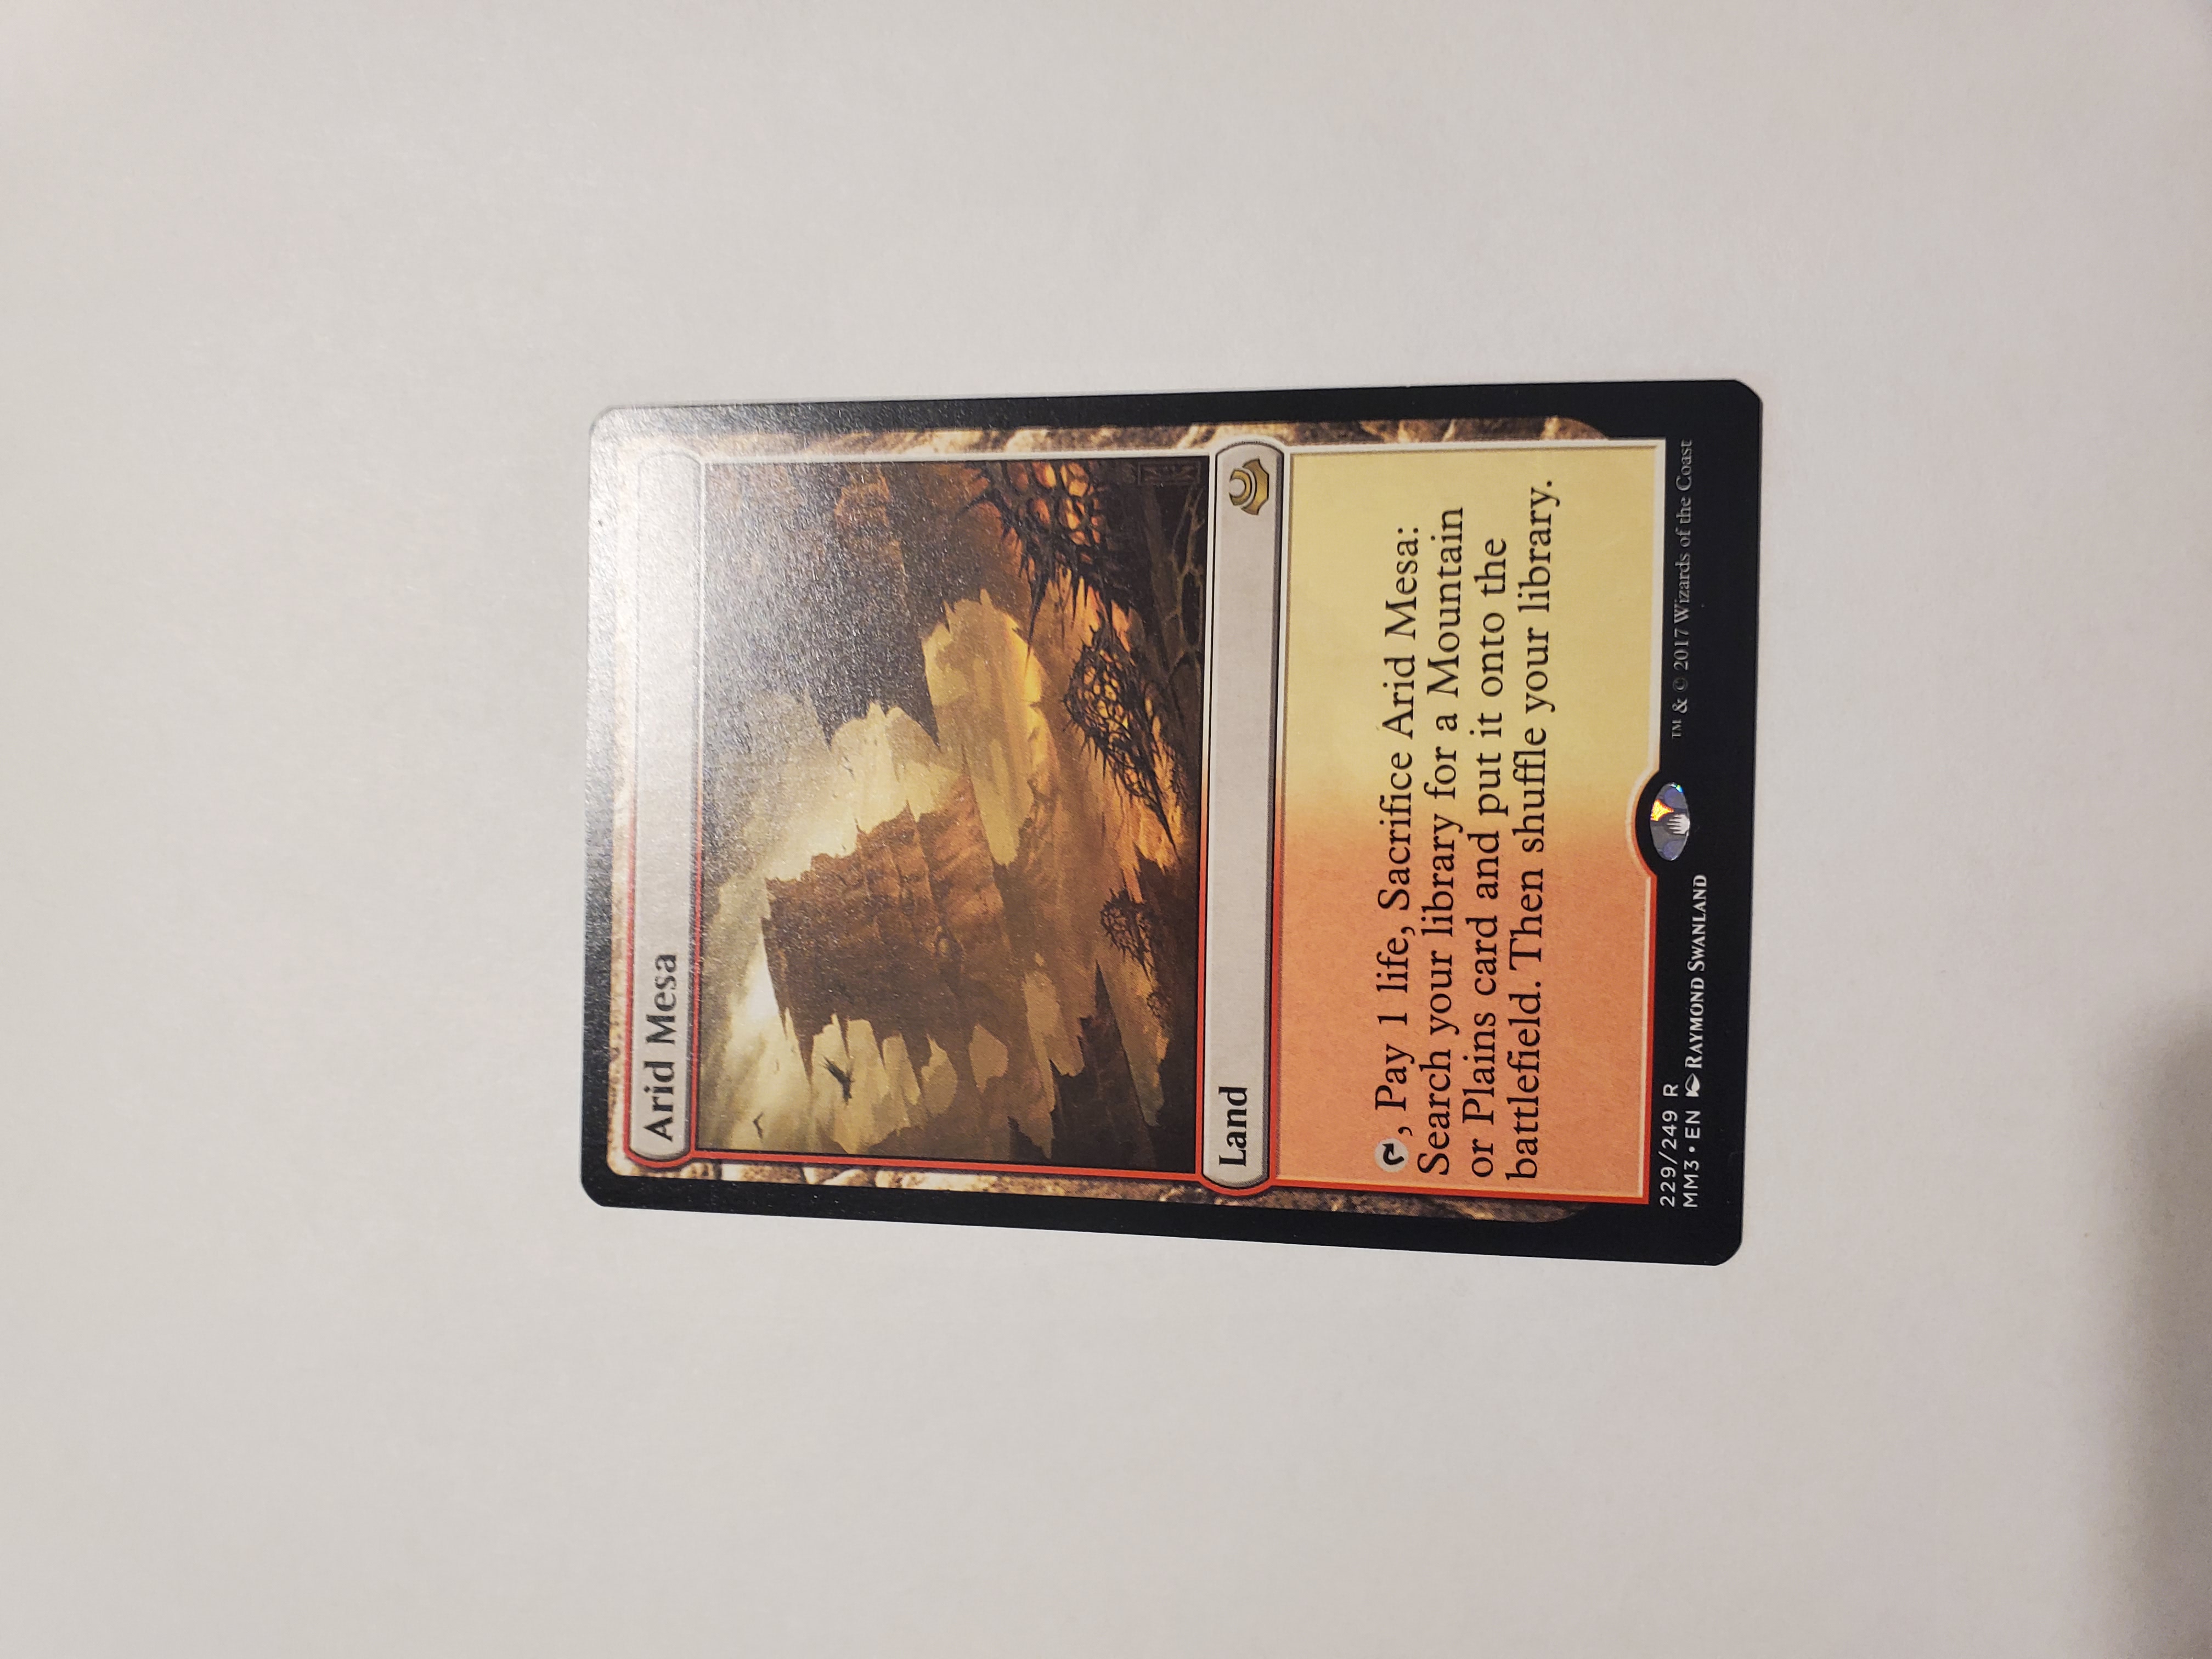 Arid Mesa
Land
, Pay 1 life, Sacrifice Arid Mesa:
Search your library for a Mountain
or Plains card and put it onto the
battlefield. Then shuffle your library.
229/249 R
MM3 • EN RAYMOND SWANLAND
™ & © 2017 Wizards of the Coast